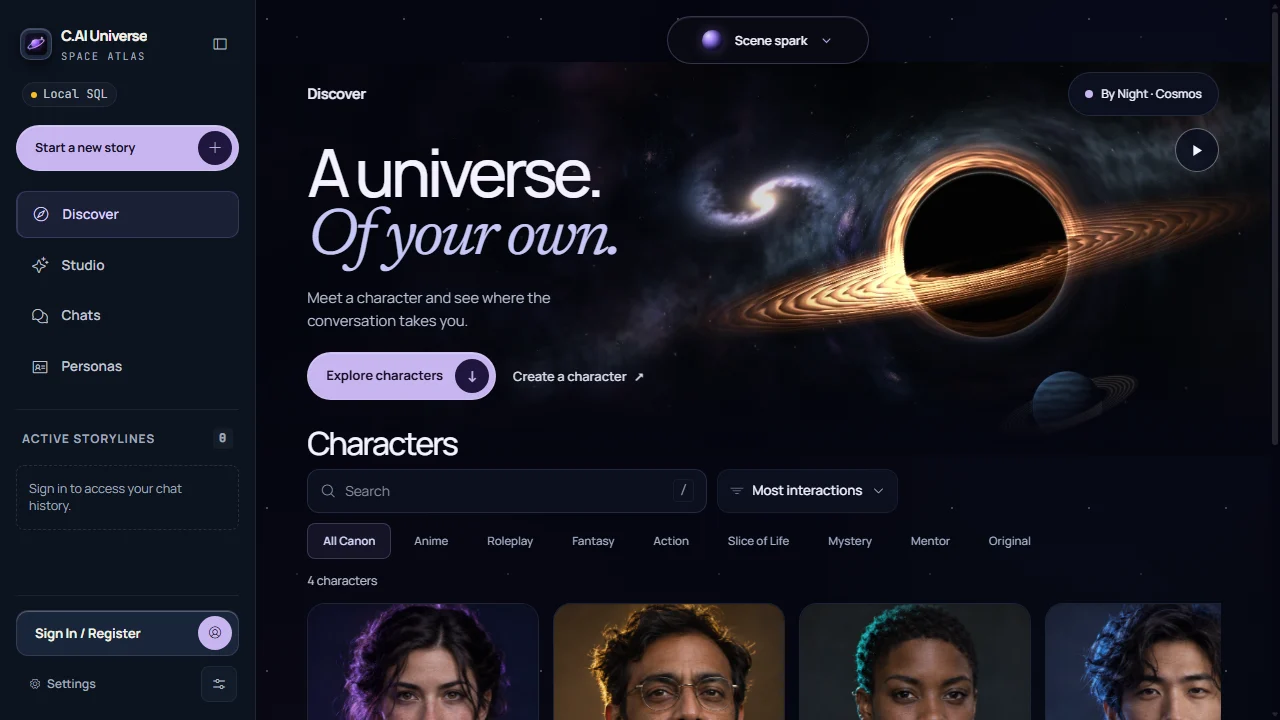 C.AI Universe
SPACE ATLAS
Local SQL
Start a new story
Discover
Studio
Chats
Personas
ACTIVE STORYLINES 0
Sign in to access your chat
history.
Sign In / Register
Settings
Scene spark
Discover
By Night · Cosmos
A universe.
Of your own.
Meet a character and see where the
conversation takes you.
Explore characters
Create a character ↗
Characters
Search /
Most interactions
All Canon Anime Roleplay Fantasy Action Slice of Life Mystery Mentor Original
4 characters